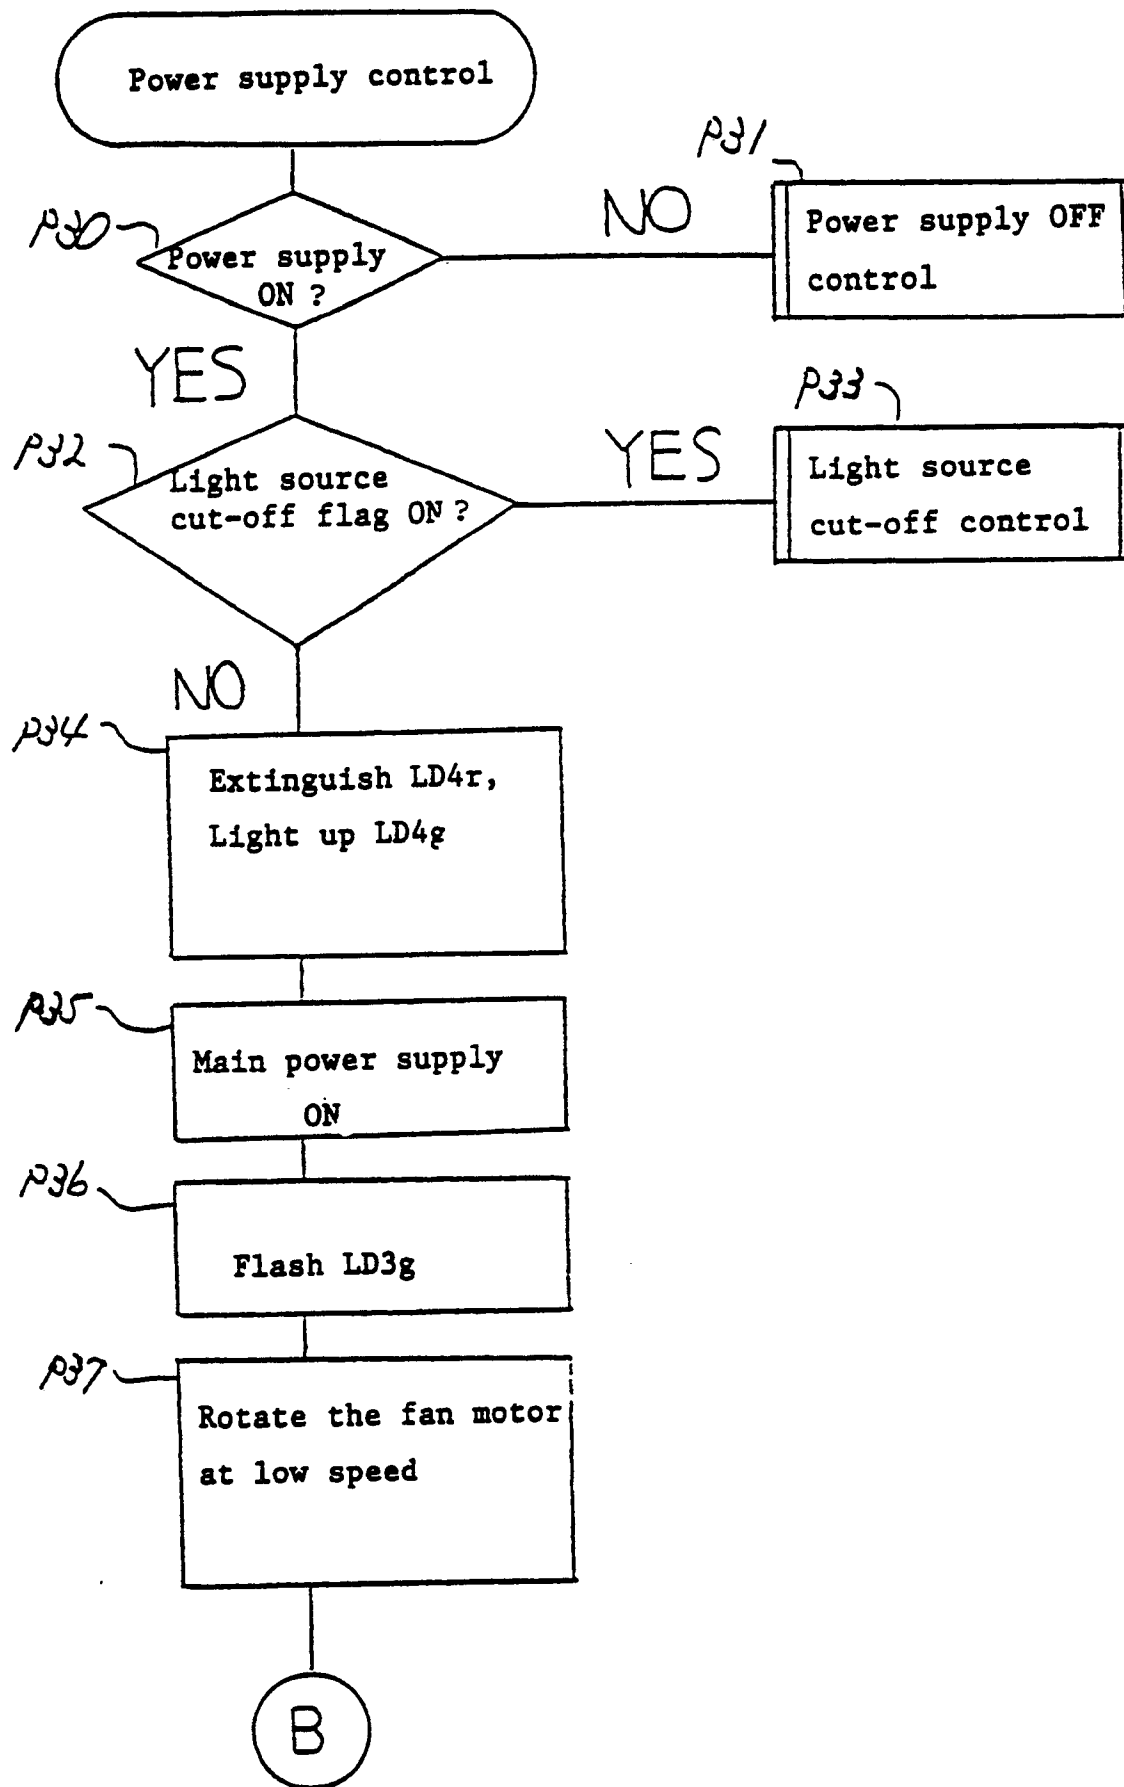 Power supply control
P31
P30
NO
Power supply OFF
control
Power supply
ON ?
YES
P33
P32
YES
Light source
cut-off control
Light source
cut-off flag ON ?
NO
P34
Extinguish LD4r,
Light up LD4g
P35
Main power supply
ON
P36
Flash LD3g
P37
Rotate the fan motor
at low speed
B